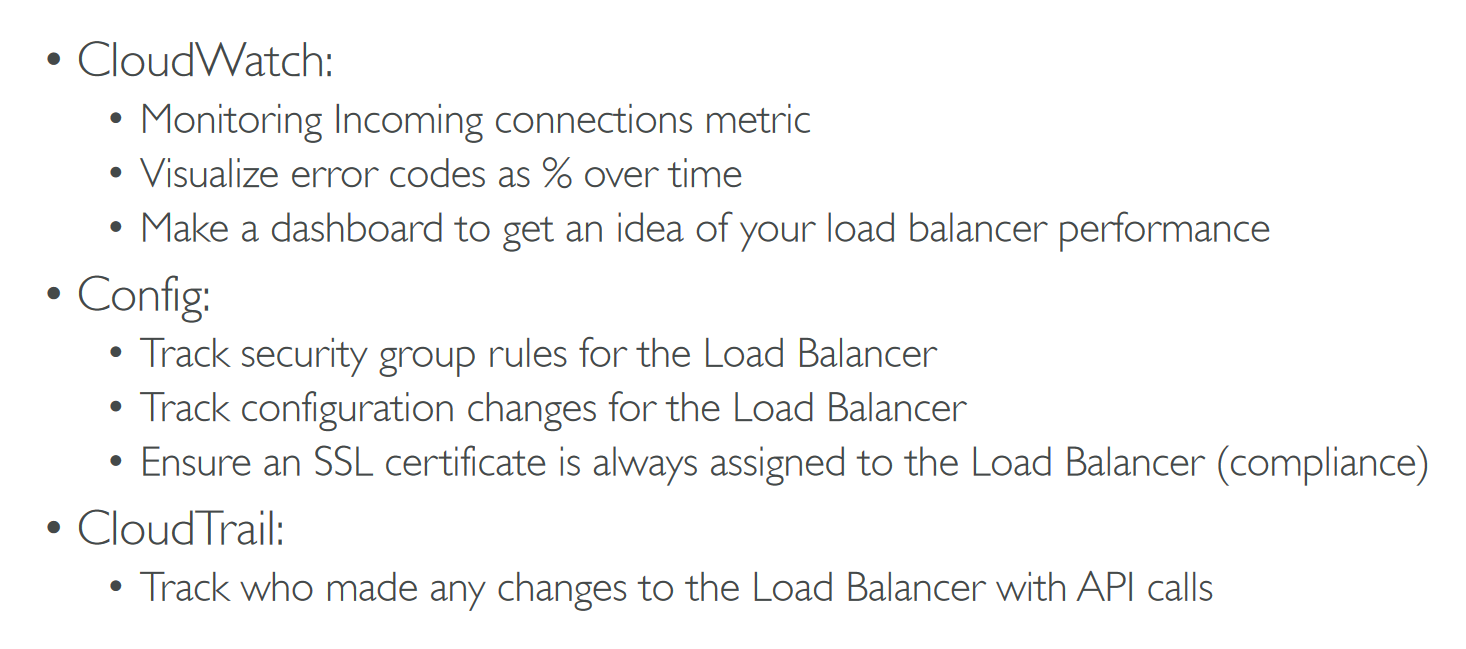 • CloudWatch:
• Monitoring Incoming connections metric
• Visualize error codes as % over time
• Make a dashboard to get an idea of your load balancer performance
• Config:
• Track security group rules for the Load Balancer
• Track configuration changes for the Load Balancer
• Ensure an SSL certificate is always assigned to the Load Balancer (compliance)
• CloudTrail:
• Track who made any changes to the Load Balancer with API calls